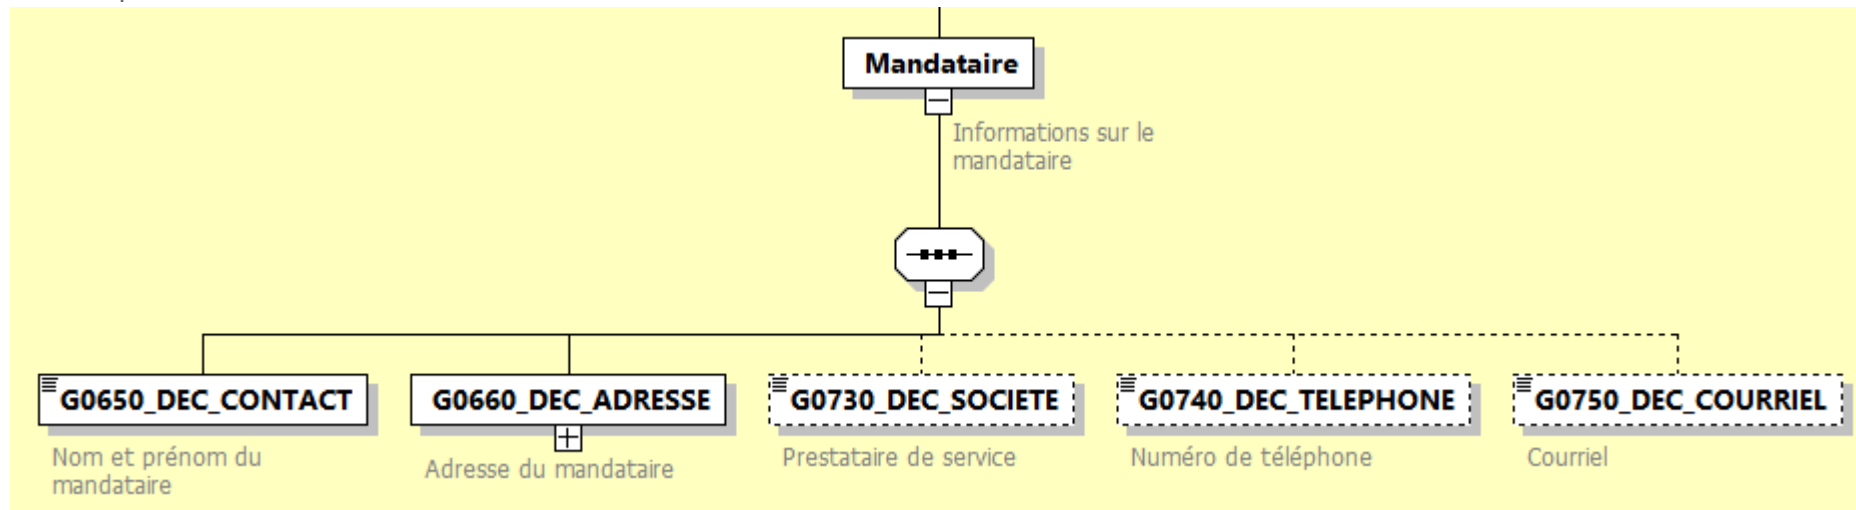 Mandataire
Informations sur le
mandataire
G0650_DEC_CONTACT
G0660_DEC_ADRESSE
G0730_DEC_SOCIETE
G0740_DEC_TELEPHONE
G0750_DEC_COURRIEL
Nom et prénom du
mandataire
Adresse du mandataire
Prestataire de service
Numéro de téléphone
Courriel